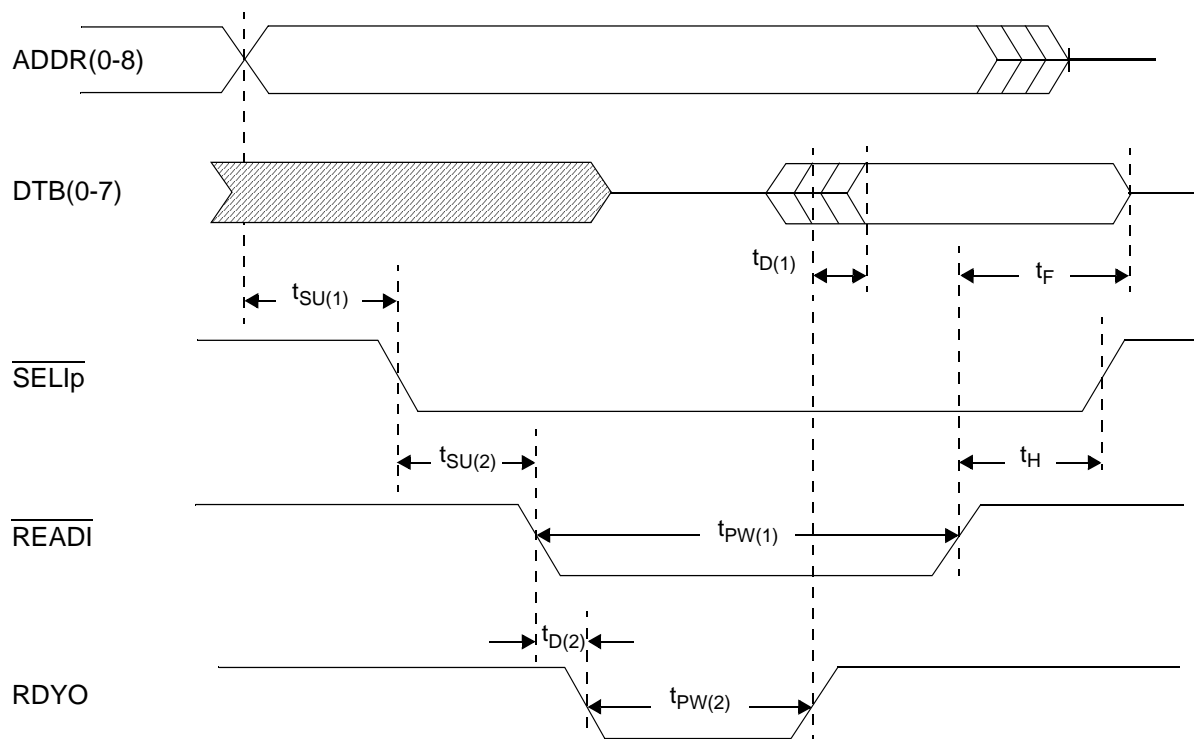 ADDR(0-8)
DTB(0-7)
tD(1)
tF
tSU(1)
SELIp
tSU(2)
tH
READI
tPW(1)
tD(2)
RDYO
tPW(2)